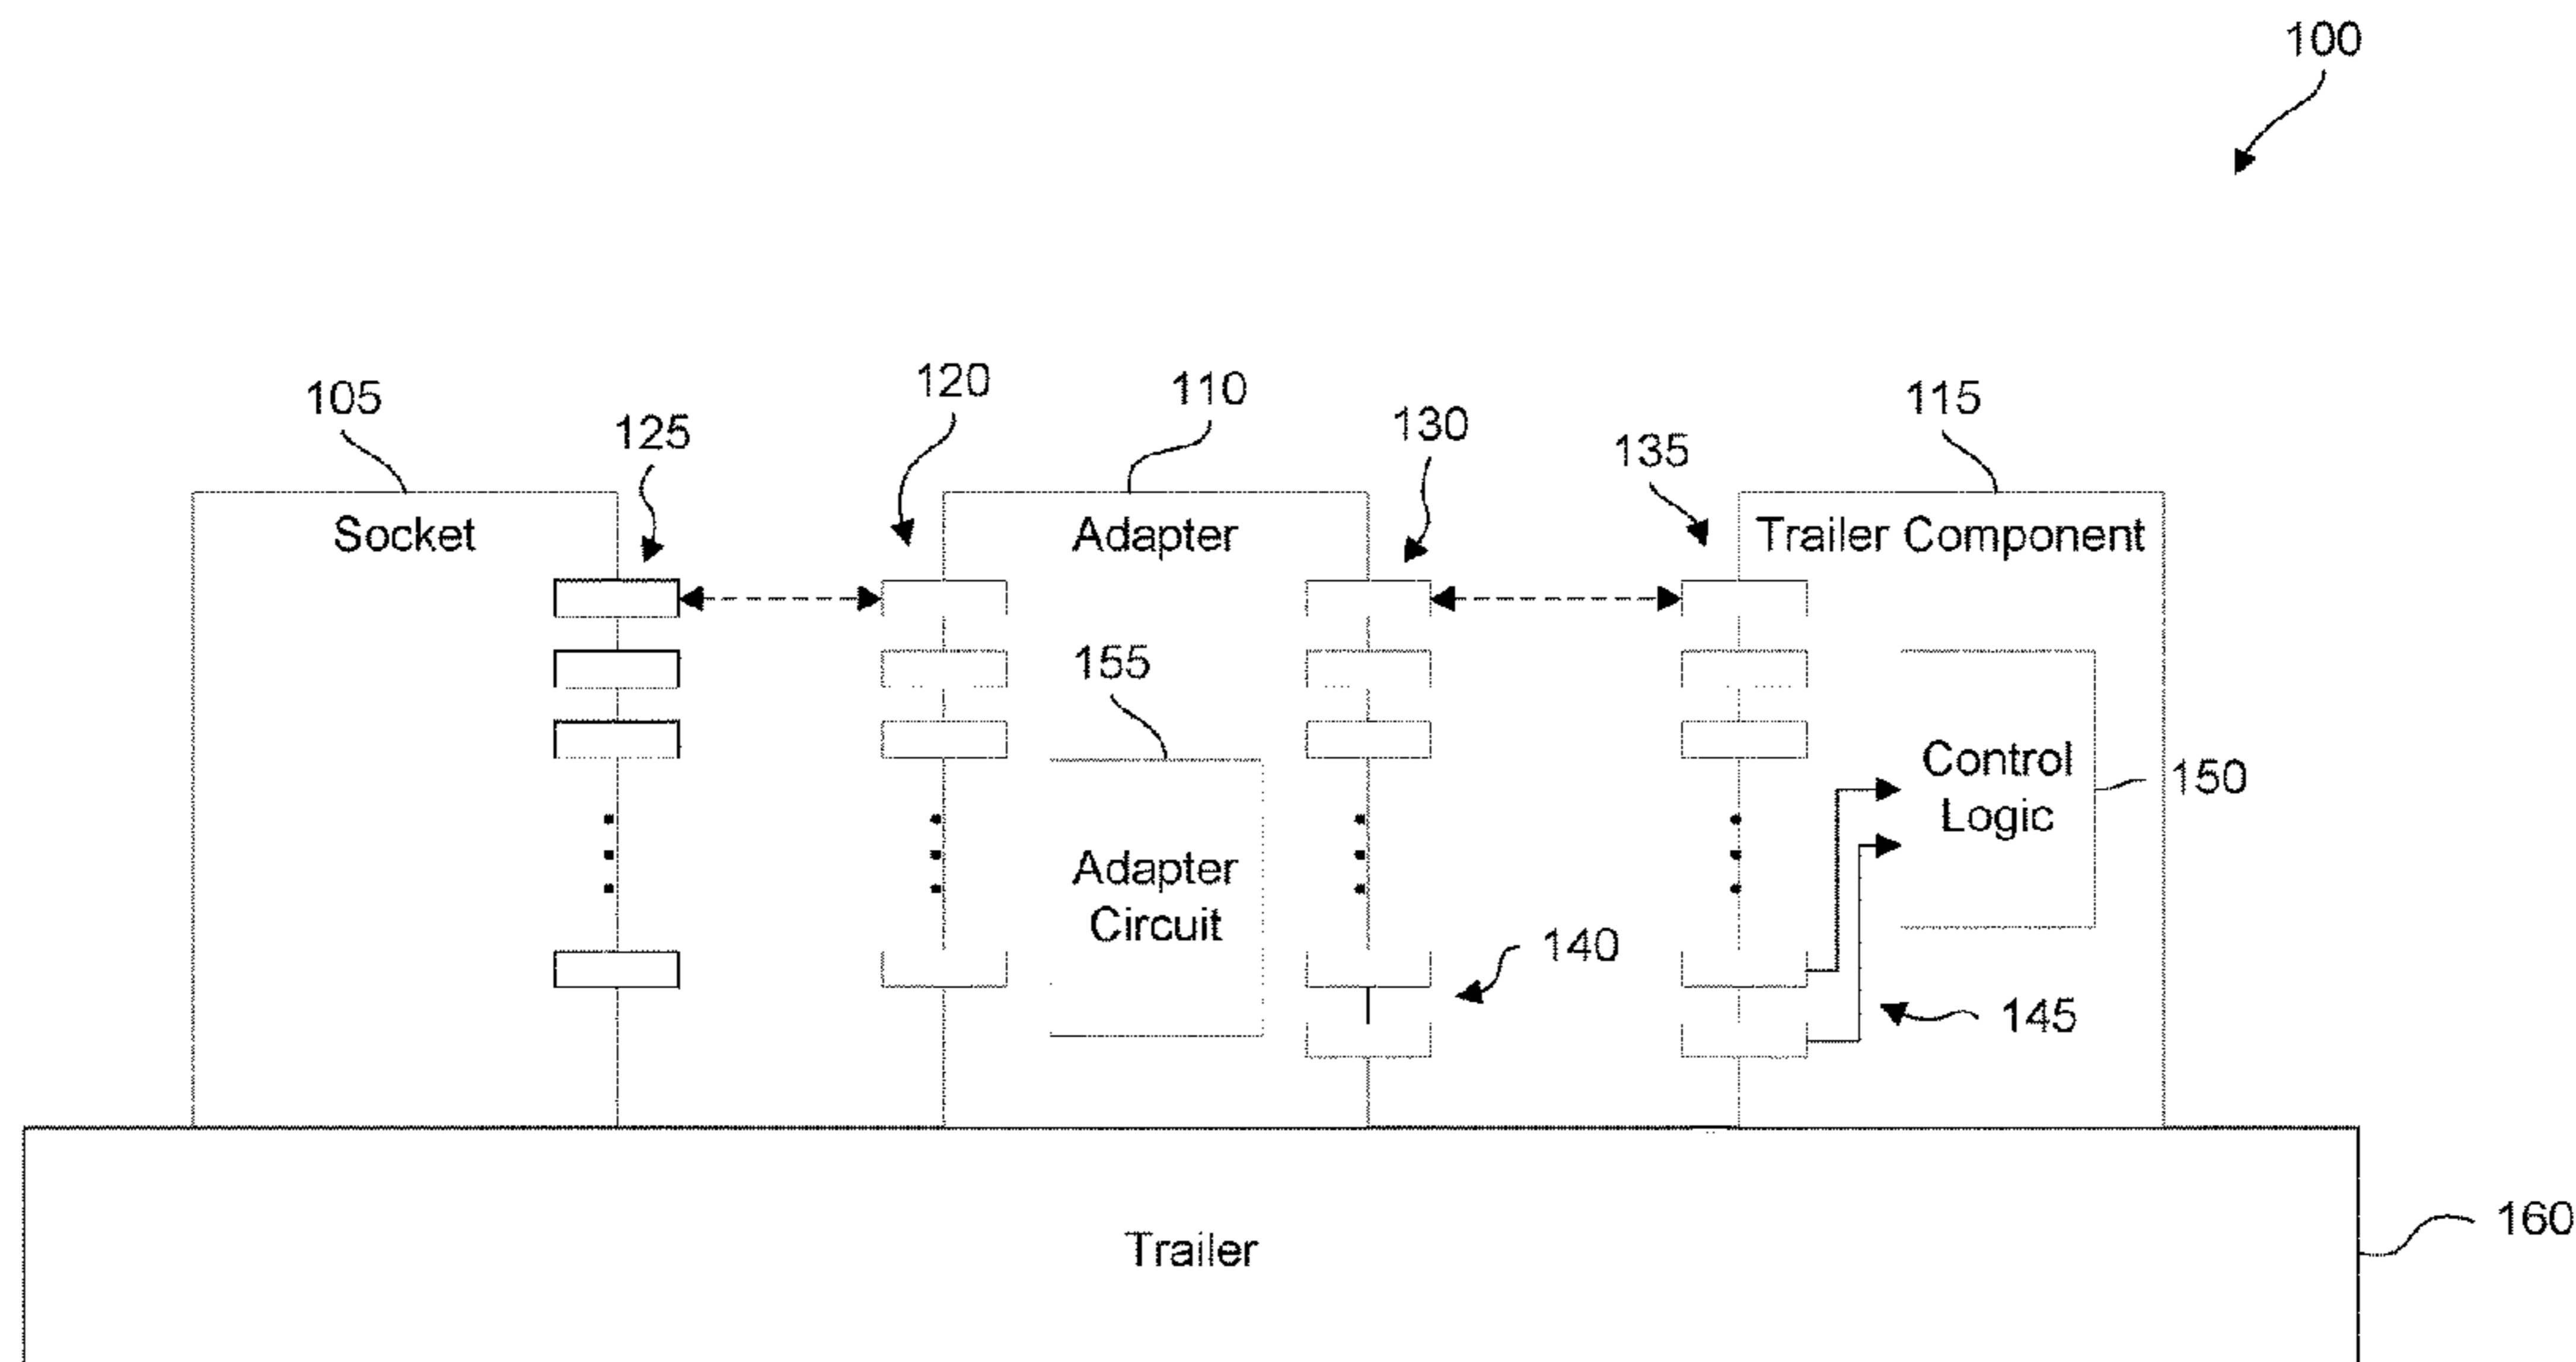 100
105
125
120
110
130
135
115
Socket
Adapter
Trailer Component
155
Control
Logic
150
Adapter
Circuit
140
145
Trailer
160